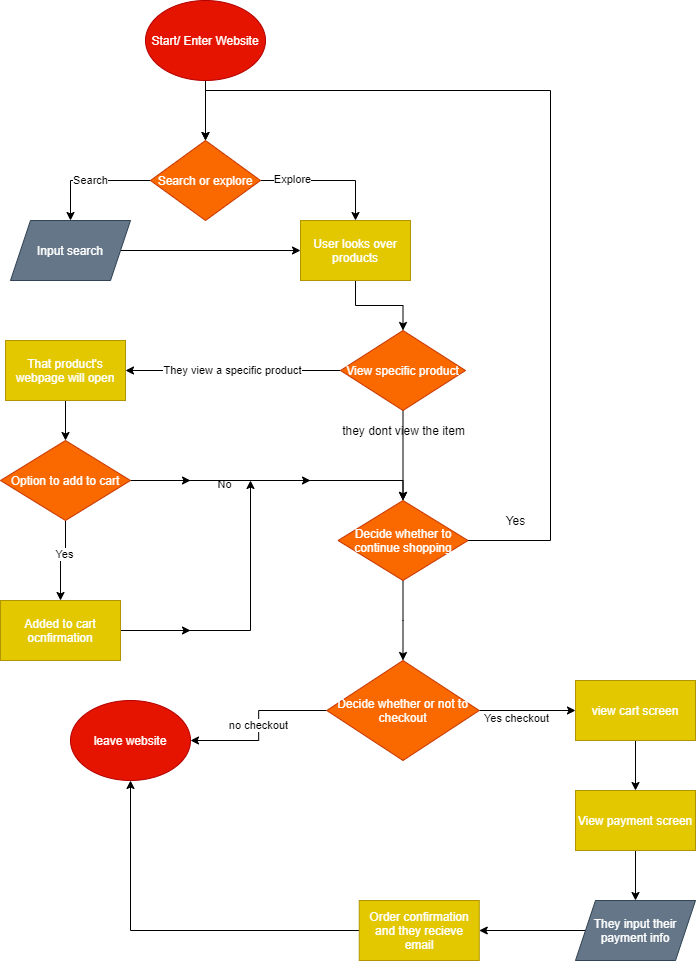 Start/ Enter Website
Search or explore
Search
Explore
Input search
User looks over
products
That product's
webpage will open
They view a specific product
View specific product
they dont view the item
Option to add to cart
No
Yes
Decide whether to
continue shopping
Yes
Added to cart
ocnfirmation
Decide whether or not to
checkout
no checkout
Yes checkout
leave website
view cart screen
View payment screen
Order confirmation
and they recieve
email
They input their
payment info